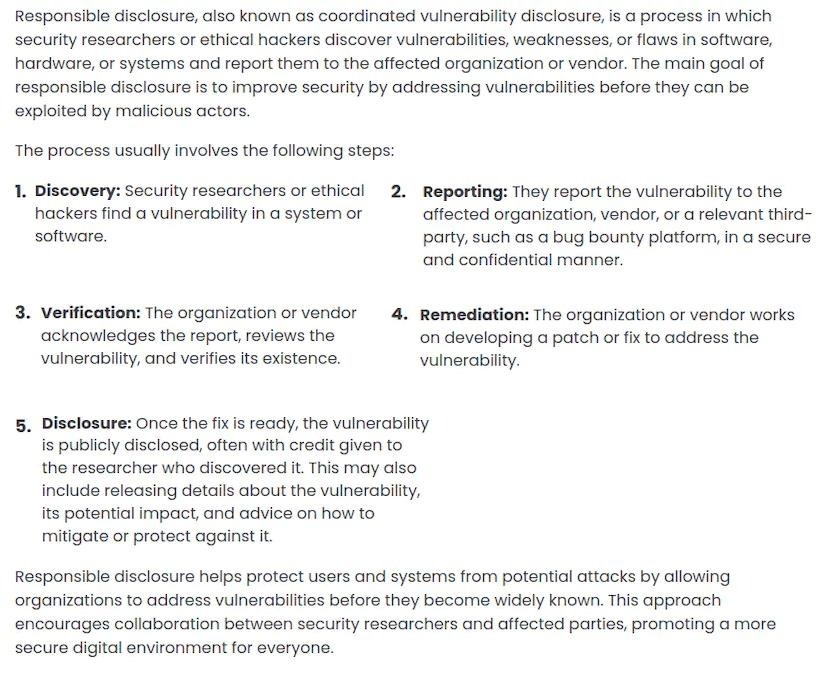 Responsible disclosure, also known as coordinated vulnerability disclosure, is a process in which
security researchers or ethical hackers discover vulnerabilities, weaknesses, or flaws in software,
hardware, or systems and report them to the affected organization or vendor. The main goal of
responsible disclosure is to improve security by addressing vulnerabilities before they can be
exploited by malicious actors.
The process usually involves the following steps:
1. Discovery: Security researchers or ethical
hackers find a vulnerability in a system or
software.
2. Reporting: They report the vulnerability to the
affected organization, vendor, or a relevant third-
party, such as a bug bounty platform, in a secure
and confidential manner.
3. Verification: The organization or vendor
acknowledges the report, reviews the
vulnerability, and verifies its existence.
4. Remediation: The organization or vendor works
on developing a patch or fix to address the
vulnerability.
5. Disclosure: Once the fix is ready, the vulnerability
is publicly disclosed, often with credit given to
the researcher who discovered it. This may also
include releasing details about the vulnerability,
its potential impact, and advice on how to
mitigate or protect against it.
Responsible disclosure helps protect users and systems from potential attacks by allowing
organizations to address vulnerabilities before they become widely known. This approach
encourages collaboration between security researchers and affected parties, promoting a more
secure digital environment for everyone.